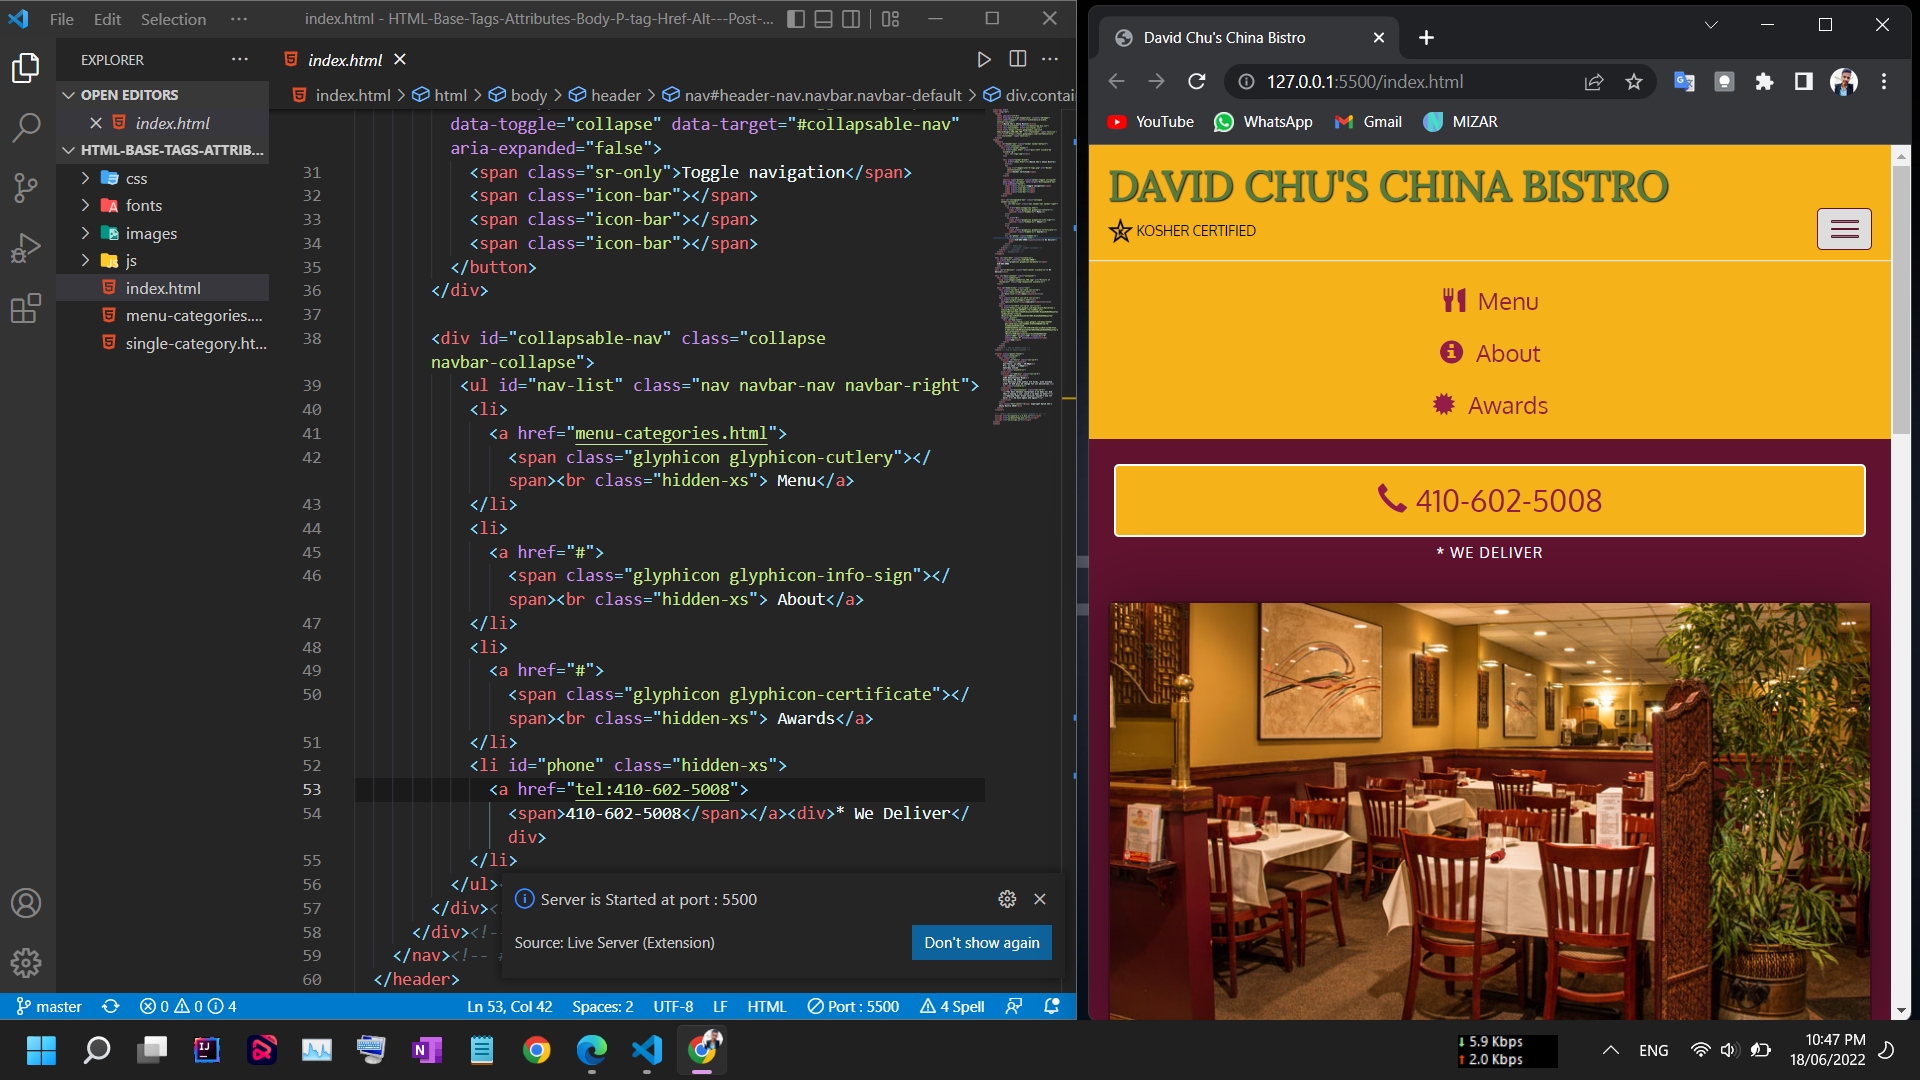 File Edit Selection ···
index.html - HTML-Base-Tags-Attributes-Body-P-tag-Href-Alt---Post-...
EXPLORER ···
OPEN EDITORS
index.html
HTML-BASE-TAGS-ATTRIB...
css
fonts
images
js
index.html
menu-categories....
single-category.ht...
index.html
index.html > html > body > header > nav#header-nav.navbar.navbar-default > div.contai
data-toggle="collapse" data-target="#collapsable-nav"
aria-expanded="false">
31 <span class="sr-only">Toggle navigation</span>
32 <span class="icon-bar"></span>
33 <span class="icon-bar"></span>
34 <span class="icon-bar"></span>
35 </button>
36 </div>
37
38 <div id="collapsable-nav" class="collapse
navbar-collapse">
39 <ul id="nav-list" class="nav navbar-nav navbar-right">
40 <li>
41 <a href="menu-categories.html">
42 <span class="glyphicon glyphicon-cutlery"></
span><br class="hidden-xs"> Menu</a>
43 </li>
44 <li>
45 <a href="#">
46 <span class="glyphicon glyphicon-info-sign"></
span><br class="hidden-xs"> About</a>
47 </li>
48 <li>
49 <a href="#">
50 <span class="glyphicon glyphicon-certificate"></
span><br class="hidden-xs"> Awards</a>
51 </li>
52 <li id="phone" class="hidden-xs">
53 <a href="tel:410-602-5008">
54 <span>410-602-5008</span></a><div>* We Deliver</
div>
55 </li>
56 </ul>
57 </div><!
58 </div><!--
59 </nav><!-- #
60 </header>
Server is Started at port : 5500
Source: Live Server (Extension)
Don't show again
master 0 0 4
Ln 53, Col 42 Spaces: 2 UTF-8 LF HTML Port : 5500 4 Spell
David Chu's China Bistro
127.0.0.1:5500/index.html
YouTube WhatsApp Gmail MIZAR
DAVID CHU'S CHINA BISTRO
KOSHER CERTIFIED
Menu
About
Awards
410-602-5008
* WE DELIVER
5.9 Kbps
2.0 Kbps
ENG
10:47 PM
18/06/2022